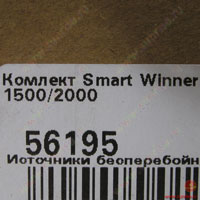 Комлект Smart Winner
1500/2000
56195
Источники бесперебойн